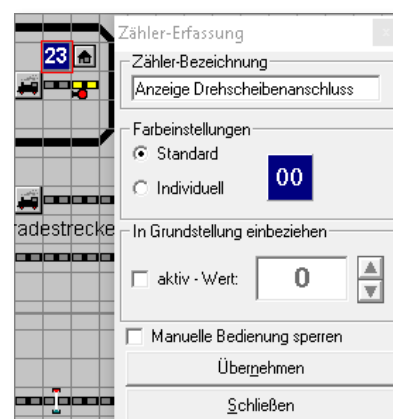 Zähler-Erfassung
23
Zähler-Bezeichnung
Anzeige Drehscheibenanschluss
Farbeinstellungen
Standard
Individuell
00
radestrecke
In Grundstellung einbeziehen
aktiv - Wert:
0
Manuelle Bedienung sperren
Übernehmen
Schließen